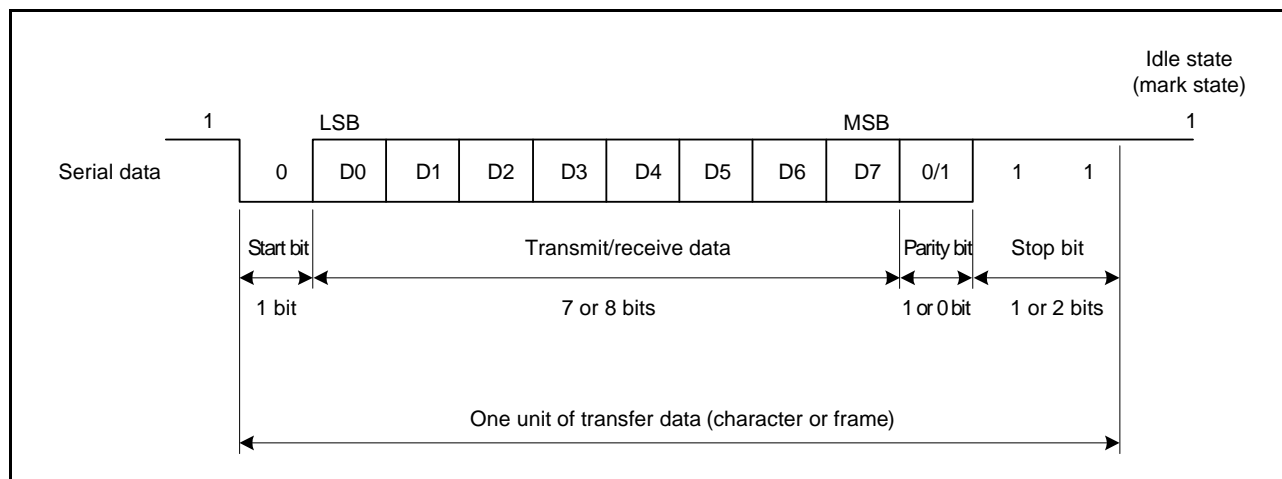 Idle state
(mark state)
1 LSB MSB 1
Serial data 0 D0 D1 D2 D3 D4 D5 D6 D7 0/1 1 1
Start bit Transmit/receive data Parity bit Stop bit
1 bit 7 or 8 bits 1 or 0 bit 1 or 2 bits
One unit of transfer data (character or frame)